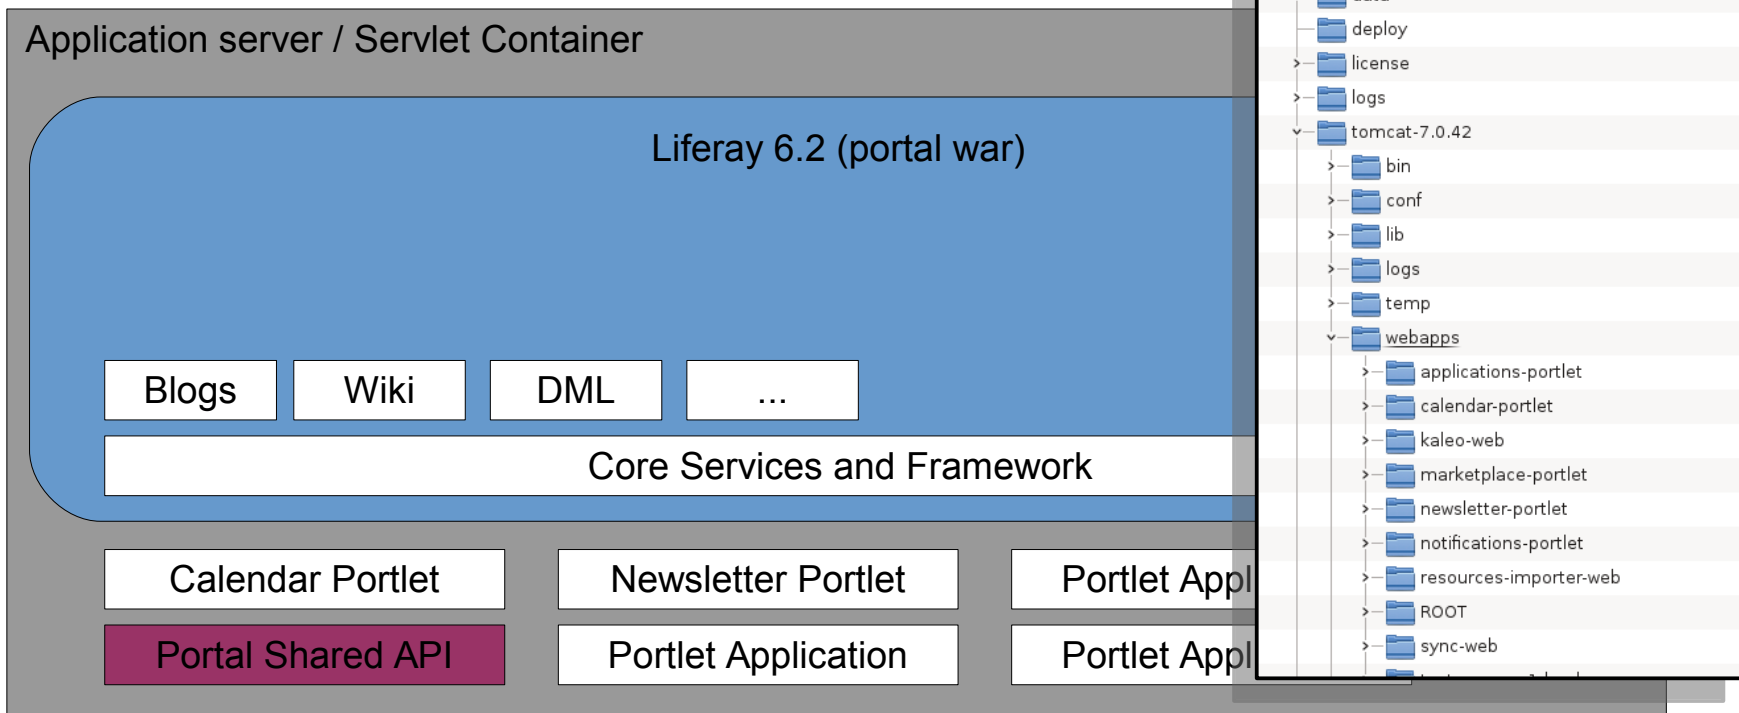 Application server / Servlet Container
Liferay 6.2 (portal war)
Blogs
Wiki
DML
...
Core Services and Framework
Calendar Portlet
Newsletter Portlet
Portlet Appl
Portal Shared API
Portlet Application
Portlet Appl
deploy
license
logs
tomcat-7.0.42
bin
conf
lib
logs
temp
webapps
applications-portlet
calendar-portlet
kaleo-web
marketplace-portlet
newsletter-portlet
notifications-portlet
resources-importer-web
ROOT
sync-web